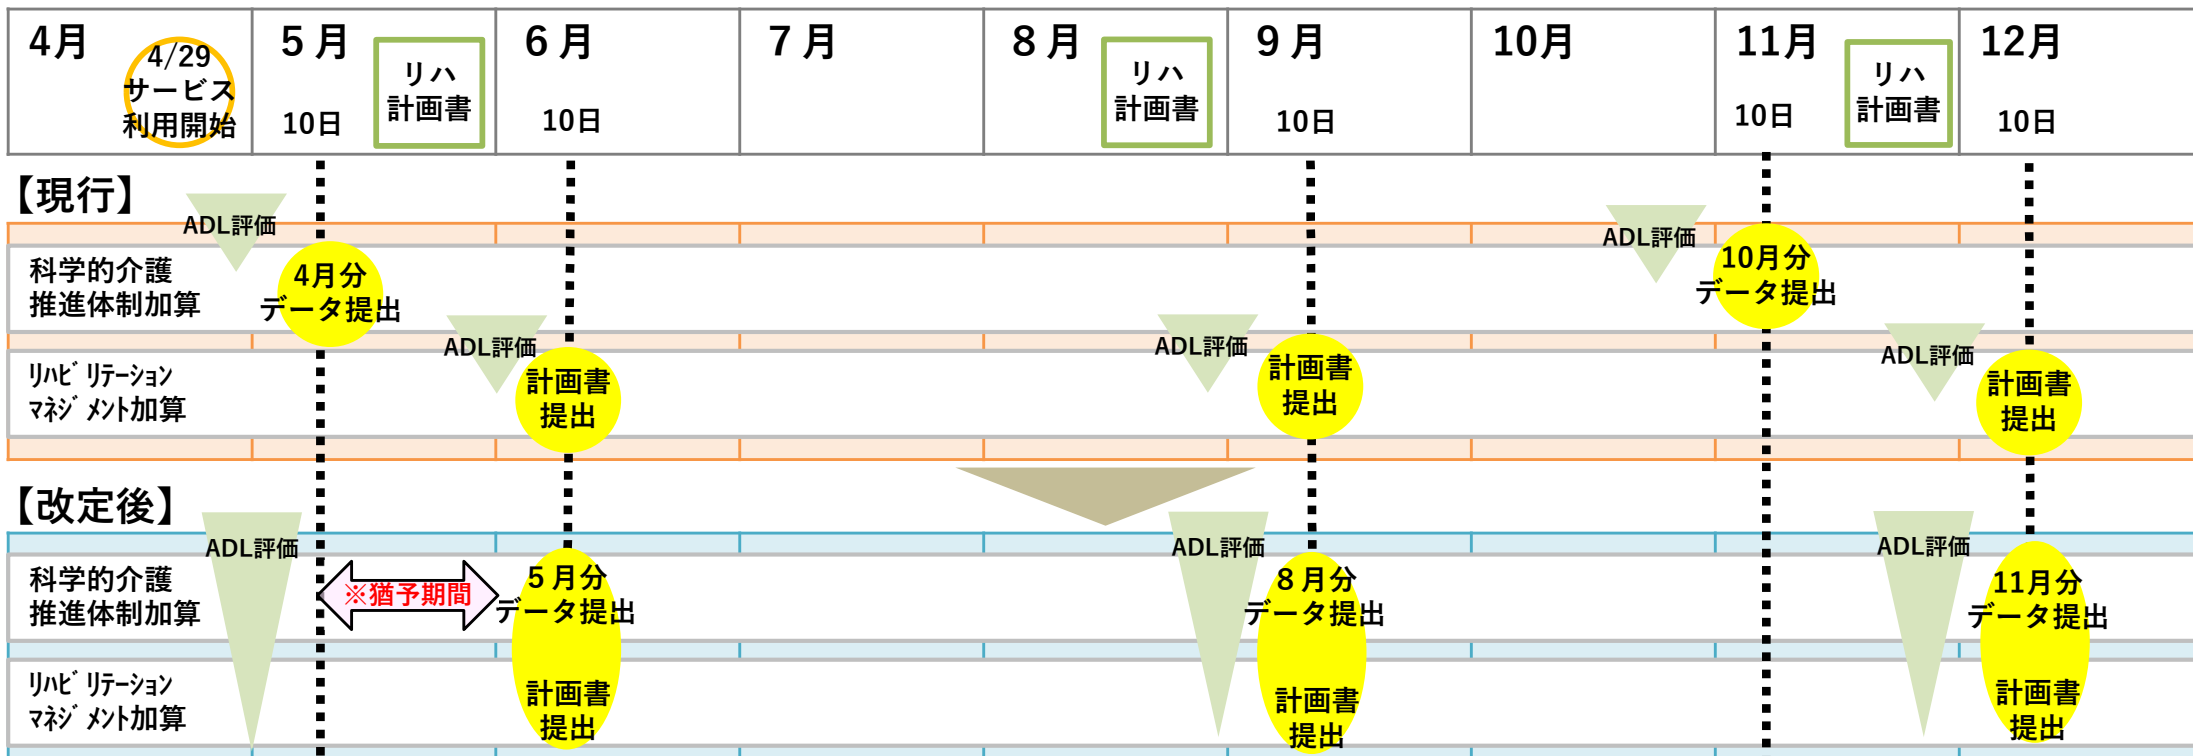 4月
4/29
サービス
利用開始
5月
10日
リハ
計画書
6月
10日
7月
8月
リハ
計画書
9月
10日
10月
11月
10日
リハ
計画書
12月
10日
【現行】
ADL評価
ADL評価
科学的介護
推進体制加算
4月分
データ提出
10月分
データ提出
ADL評価
ADL評価
ADL評価
リハビリテーション
マネジメント加算
計画書
提出
計画書
提出
計画書
提出
【改定後】
ADL評価
ADL評価
ADL評価
科学的介護
推進体制加算
※猶予期間
5月分
データ提出
8月分
データ提出
11月分
データ提出
リハビリテーション
マネジメント加算
計画書
提出
計画書
提出
計画書
提出